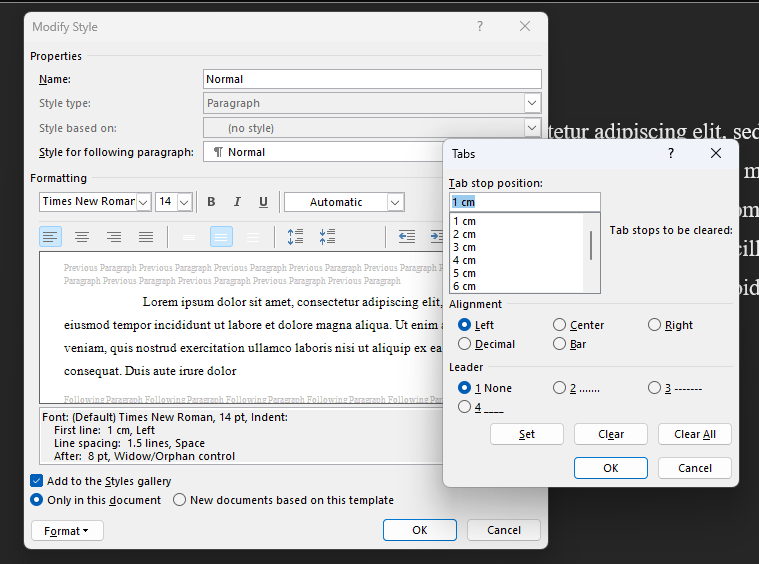 Modify Style ? ✕
Properties
Name: Normal
Style type: Paragraph
Style based on: (no style)
Style for following paragraph: ¶ Normal
Formatting
Times New Roman 14 B I U Automatic
Previous Paragraph Previous Paragraph Previous Paragraph Previous Paragraph Previous
Paragraph Previous Paragraph Previous Paragraph Previous Paragraph Previous Paragraph
Lorem ipsum dolor sit amet, consectetur adipiscing elit,
eiusmod tempor incididunt ut labore et dolore magna aliqua. Ut enim
veniam, quis nostrud exercitation ullamco laboris nisi ut aliquip ex
consequat. Duis aute irure dolor
Following Paragraph Following Paragraph Following Paragraph Following Paragraph Following
Font: (Default) Times New Roman, 14 pt, Indent:
First line: 1 cm, Left
Line spacing: 1.5 lines, Space
After: 8 pt, Widow/Orphan control
Add to the Styles gallery
Only in this document New documents based on this template
Format OK Cancel
tetur adipiscing elit, sed
Tabs ? ✕
Tab stop position:
1 cm
1 cm
2 cm
3 cm
4 cm
5 cm
6 cm
Tab stops to be cleared:
Alignment
Left Center Right
Decimal Bar
Leader
1 None 2 ....... 3 -------
4 ____
Set Clear Clear All
OK Cancel